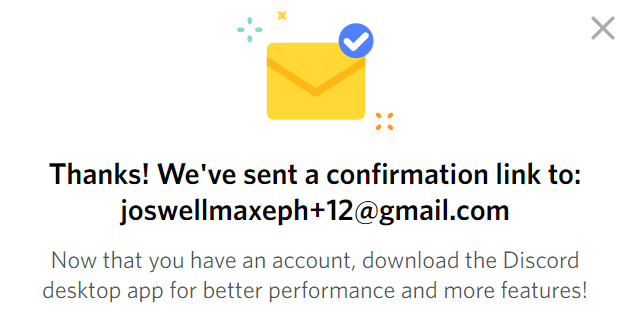 Thanks! We've sent a confirmation link to:
joswellmaxeph+12@gmail.com
Now that you have an account, download the Discord
desktop app for better performance and more features!